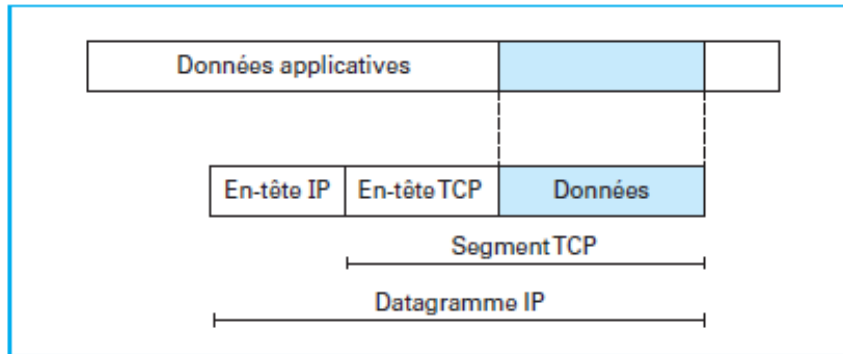 Données applicatives
En-tête IP En-tête TCP Données
Segment TCP
Datagramme IP